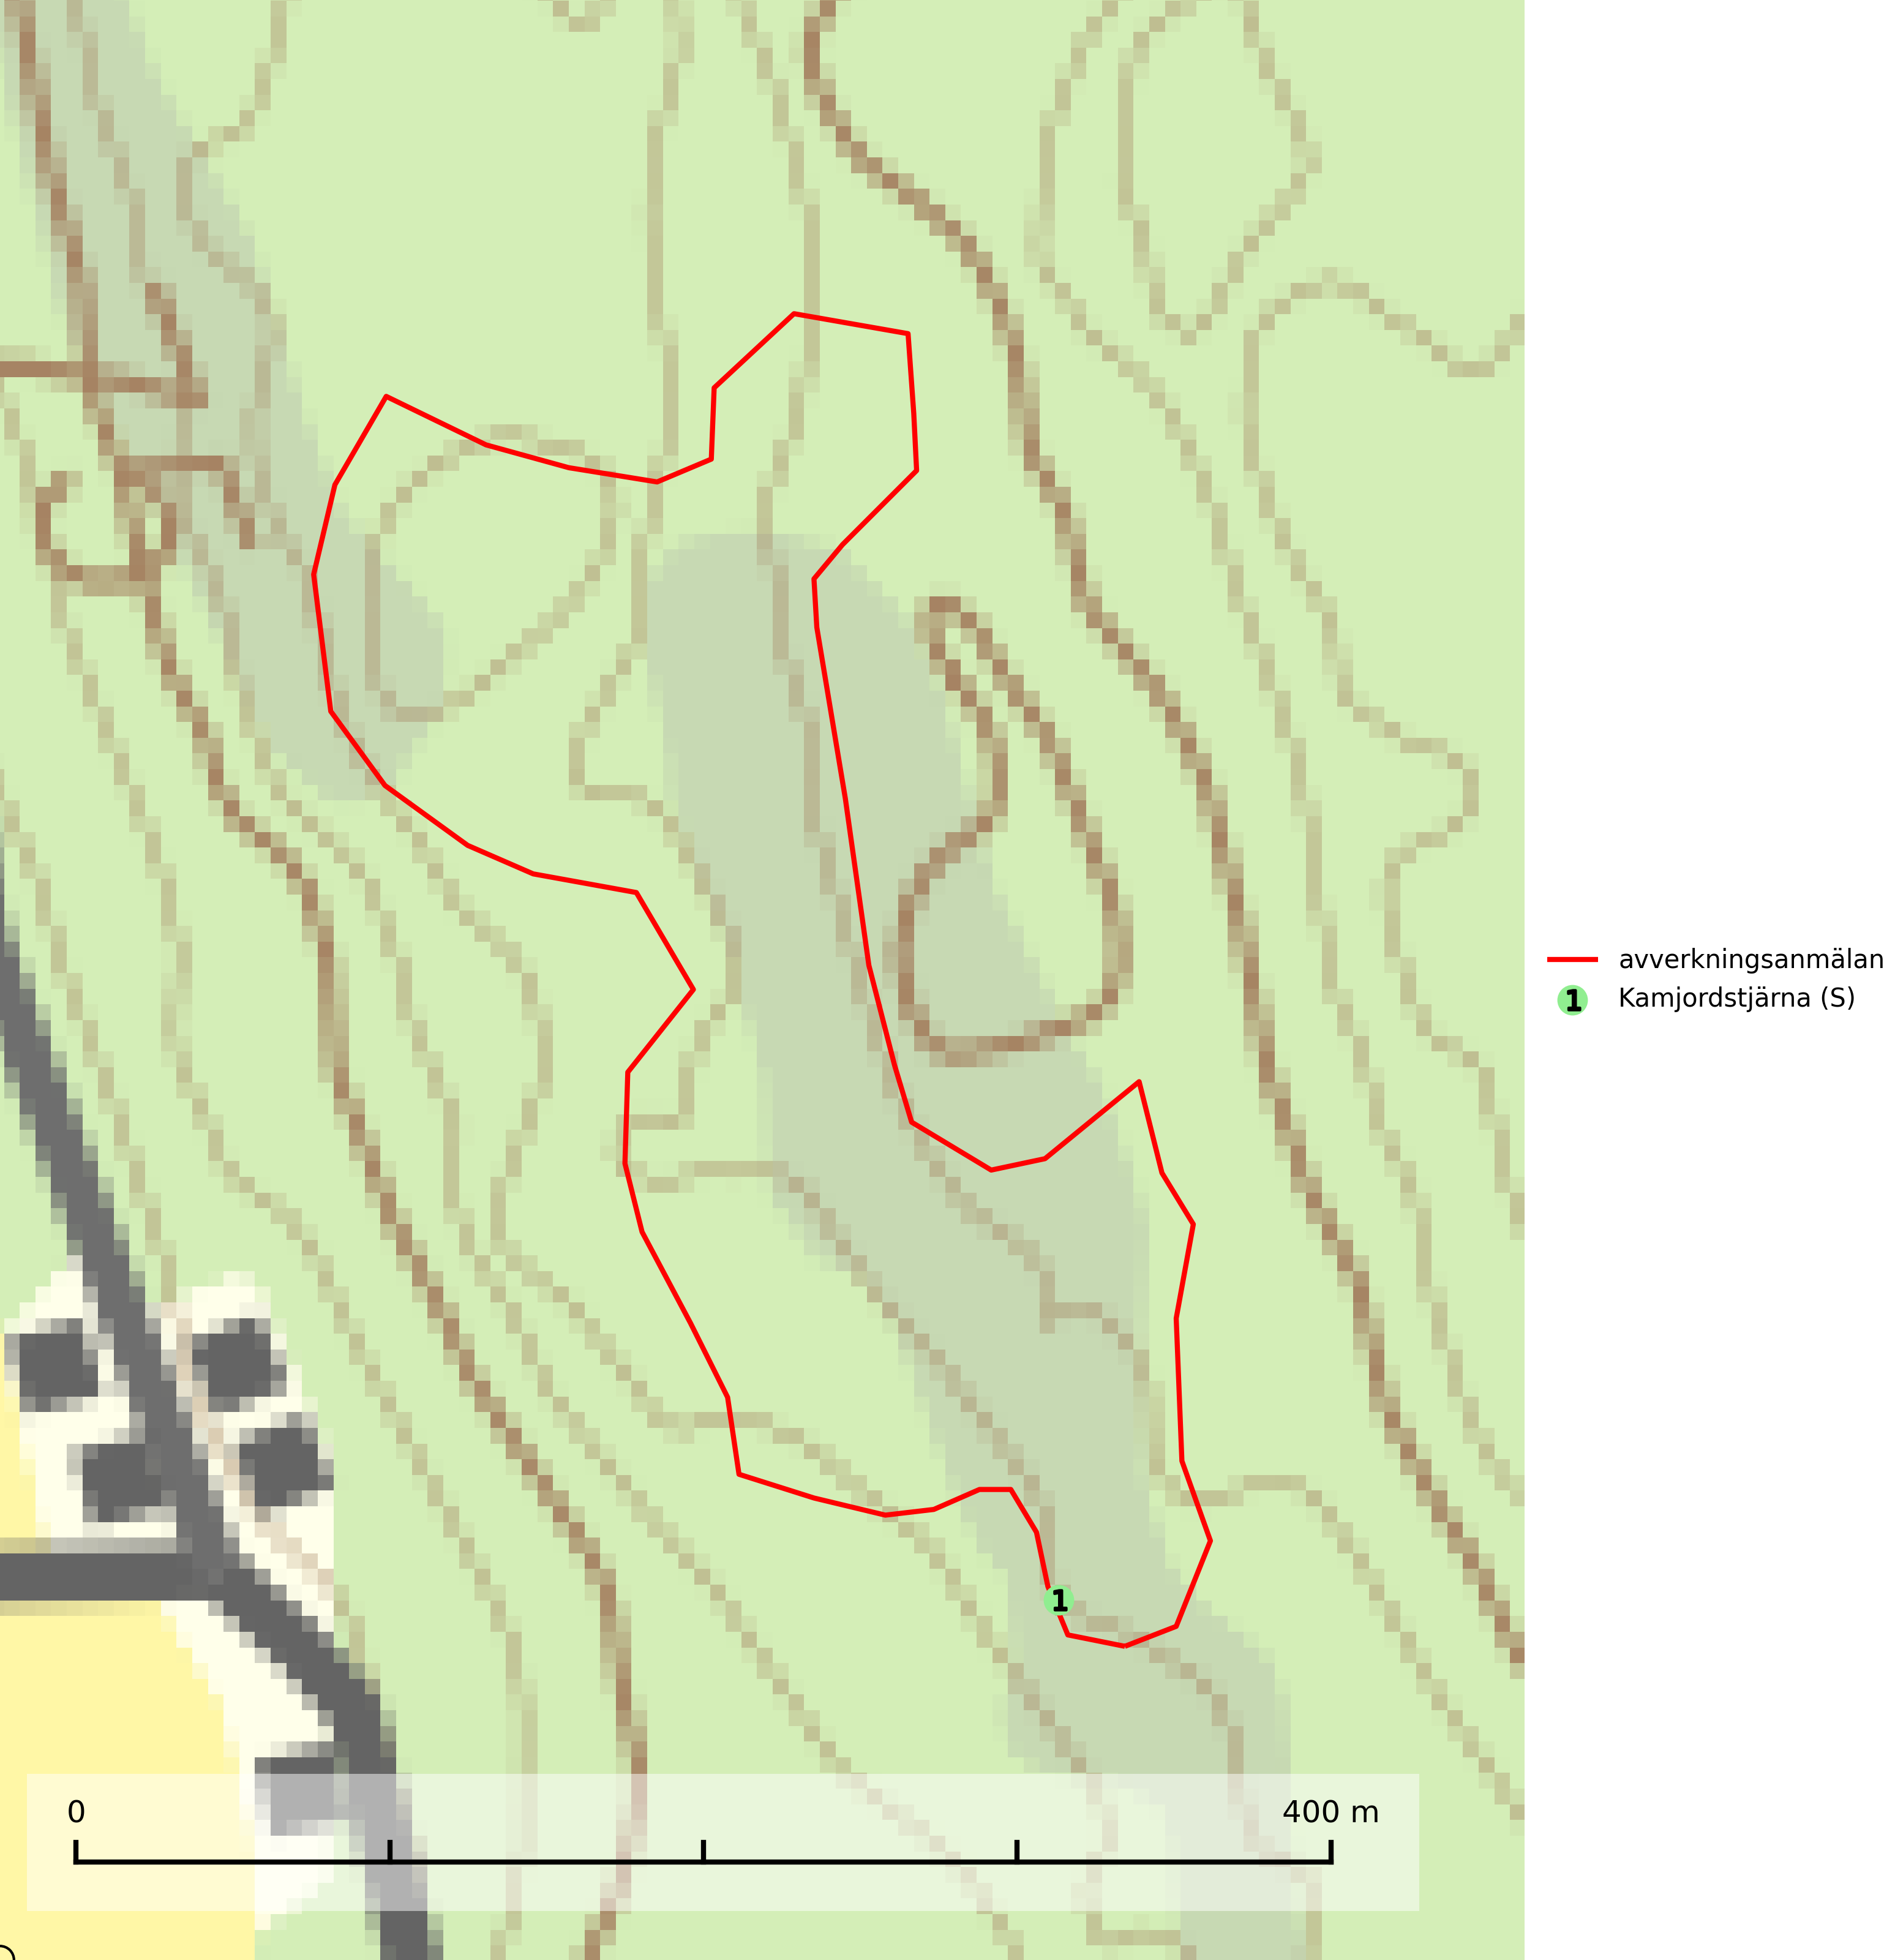 avverkningsanmälan
1 Kamjordstjärna (S)
1
0 400 m